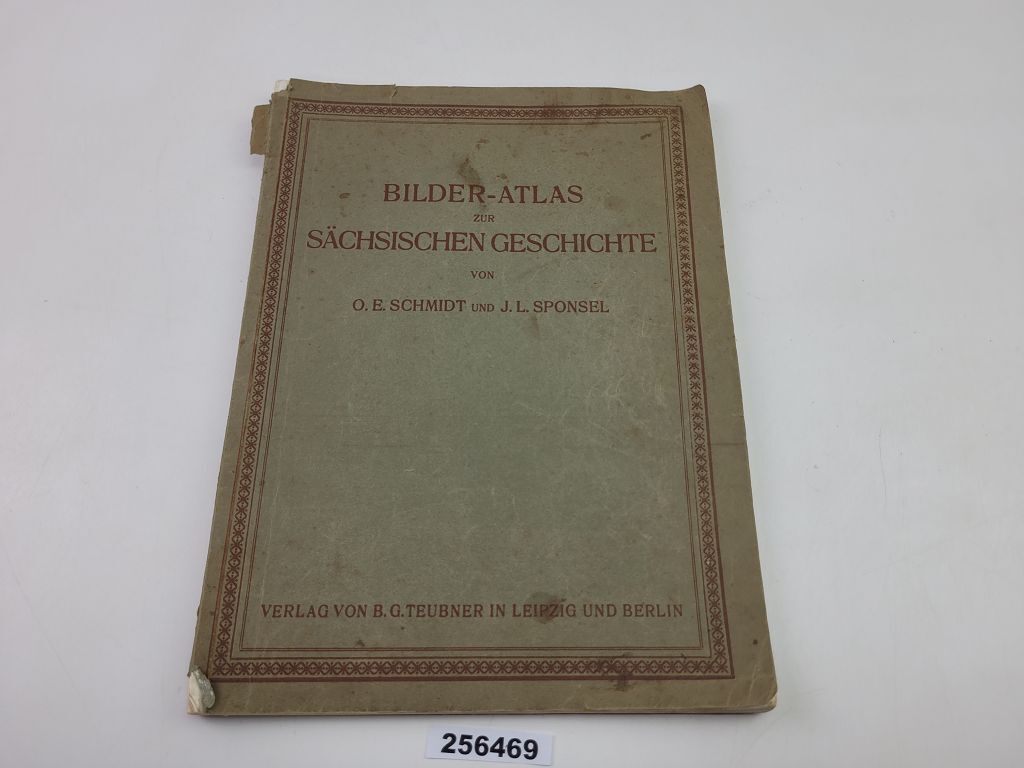 BILDER-ATLAS
ZUR
SÄCHSISCHEN GESCHICHTE
VON
O. E. SCHMIDT UND J. L. SPONSEL
VERLAG VON B. G. TEUBNER IN LEIPZIG UND BERLIN
256469